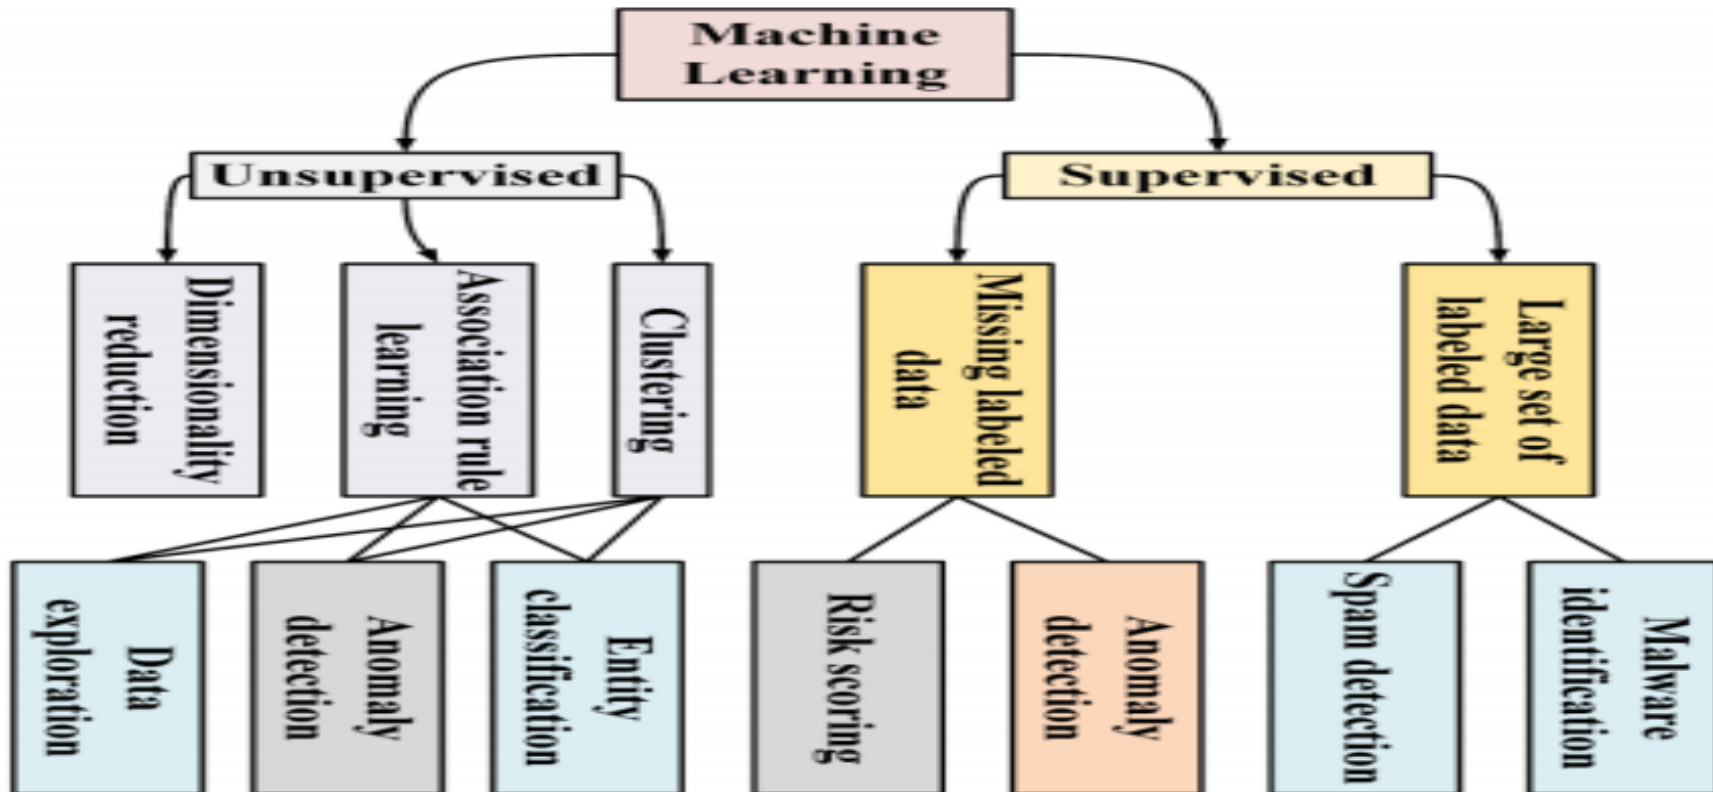 Machine
Learning
Unsupervised
Supervised
Dimensionality
reduction
Association rule
learning
Clustering
Missing labeled
data
Large set of
labeled data
Data
exploration
Anomaly
detection
Entity
classification
Risk scoring
Anomaly
detection
Spam detection
Malware
identification